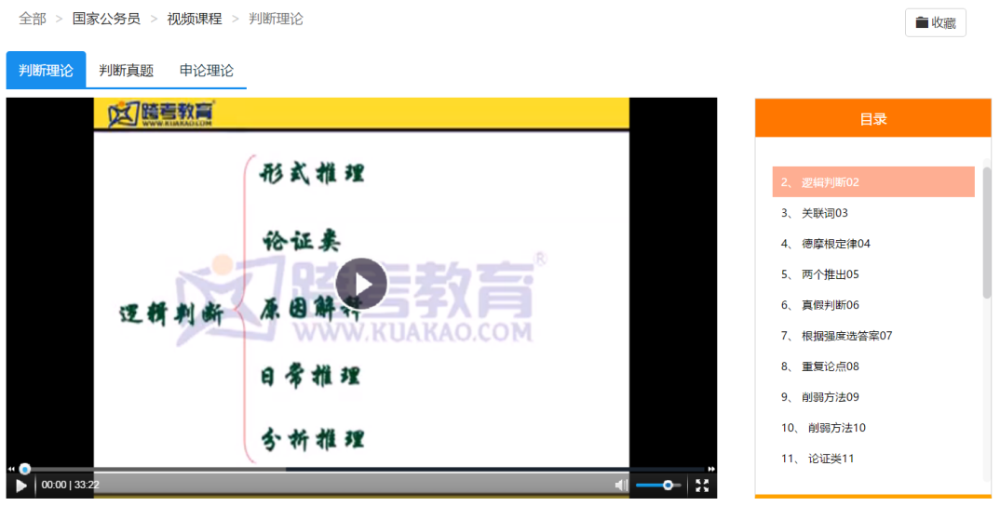 全部 > 国家公务员 > 视频课程 > 判断理论
收藏
判断理论 判断真题 申论理论
跨考教育
WWW.KUAKAO.COM
形式推理
论证类
跨考教育®
WWW.KUAKAO.COM
逻辑判断
原因解释
日常推理
分析推理
00:00 | 33:22
目录
2、 逻辑判断02
3、 关联词03
4、 德摩根定律04
5、 两个推出05
6、 真假判断06
7、 根据强度选答案07
8、 重复论点08
9、 削弱方法09
10、 削弱方法10
11、 论证类11